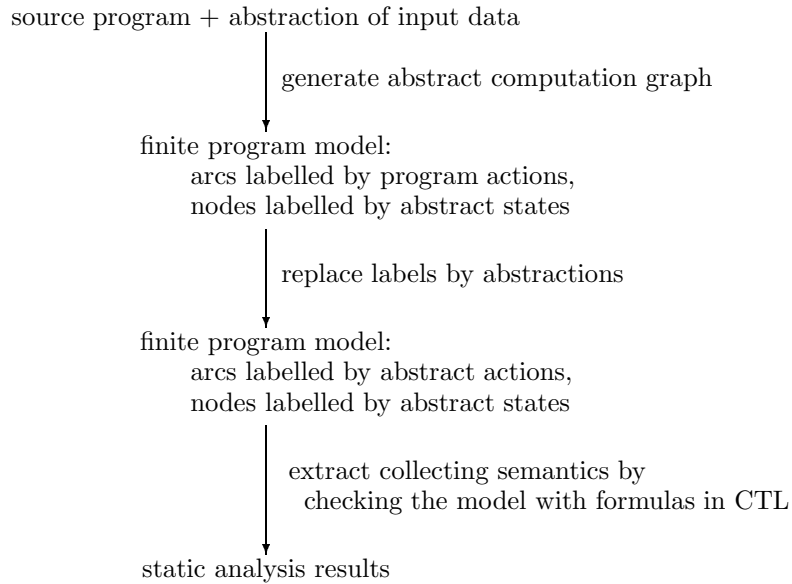 source program + abstraction of input data
generate abstract computation graph
finite program model:
arcs labelled by program actions,
nodes labelled by abstract states
replace labels by abstractions
finite program model:
arcs labelled by abstract actions,
nodes labelled by abstract states
extract collecting semantics by
checking the model with formulas in CTL
static analysis results